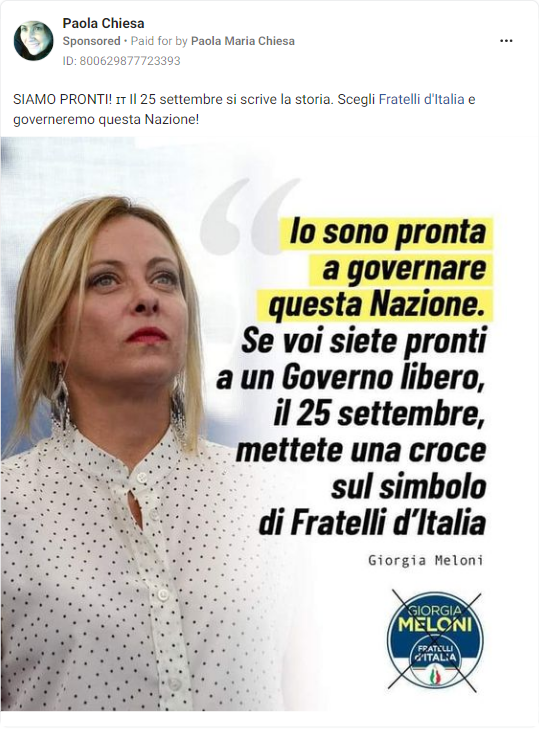 Paola Chiesa
Sponsored • Paid for by Paola Maria Chiesa
ID: 800629877723393
SIAMO PRONTI! IT Il 25 settembre si scrive la storia. Scegli Fratelli d'Italia e
governeremo questa Nazione!
“
Io sono pronta
a governare
questa Nazione.
Se voi siete pronti
a un Governo libero,
il 25 settembre,
mettete una croce
sul simbolo
di Fratelli d’Italia
Giorgia Meloni
GIORGIA
MELONI
FRATELLI
d'ITALIA